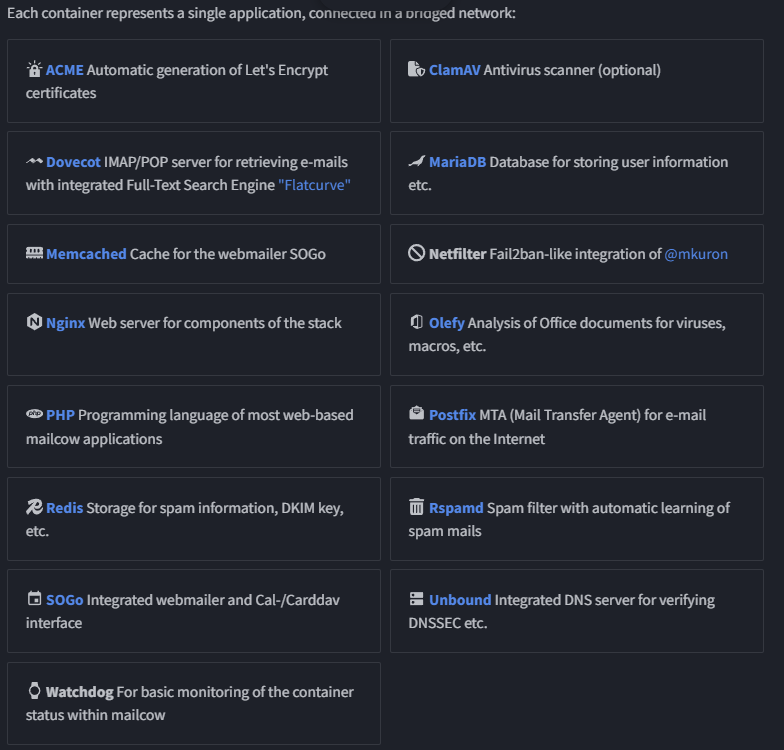 Each container represents a single application, connected in a bridged network:
ACME Automatic generation of Let's Encrypt
certificates
ClamAV Antivirus scanner (optional)
Dovecot IMAP/POP server for retrieving e-mails
with integrated Full-Text Search Engine "Flatcurve"
MariaDB Database for storing user information
etc.
Memcached Cache for the webmailer SOGo
Netfilter Fail2ban-like integration of @mkuron
Nginx Web server for components of the stack
Olefy Analysis of Office documents for viruses,
macros, etc.
PHP Programming language of most web-based
mailcow applications
Postfix MTA (Mail Transfer Agent) for e-mail
traffic on the Internet
Redis Storage for spam information, DKIM key,
etc.
Rspamd Spam filter with automatic learning of
spam mails
SOGo Integrated webmailer and Cal-/Carddav
interface
Unbound Integrated DNS server for verifying
DNSSEC etc.
Watchdog For basic monitoring of the container
status within mailcow